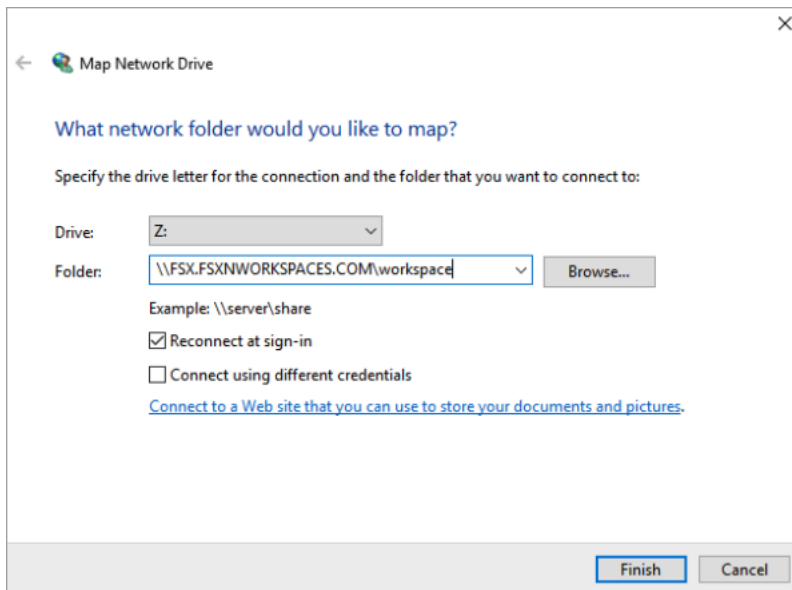 Map Network Drive
What network folder would you like to map?
Specify the drive letter for the connection and the folder that you want to connect to:
Drive: Z:
Folder: \\FSX.FSXNWORKSPACES.COM\workspace Browse...
Example: \\server\share
Reconnect at sign-in
Connect using different credentials
Connect to a Web site that you can use to store your documents and pictures.
Finish Cancel